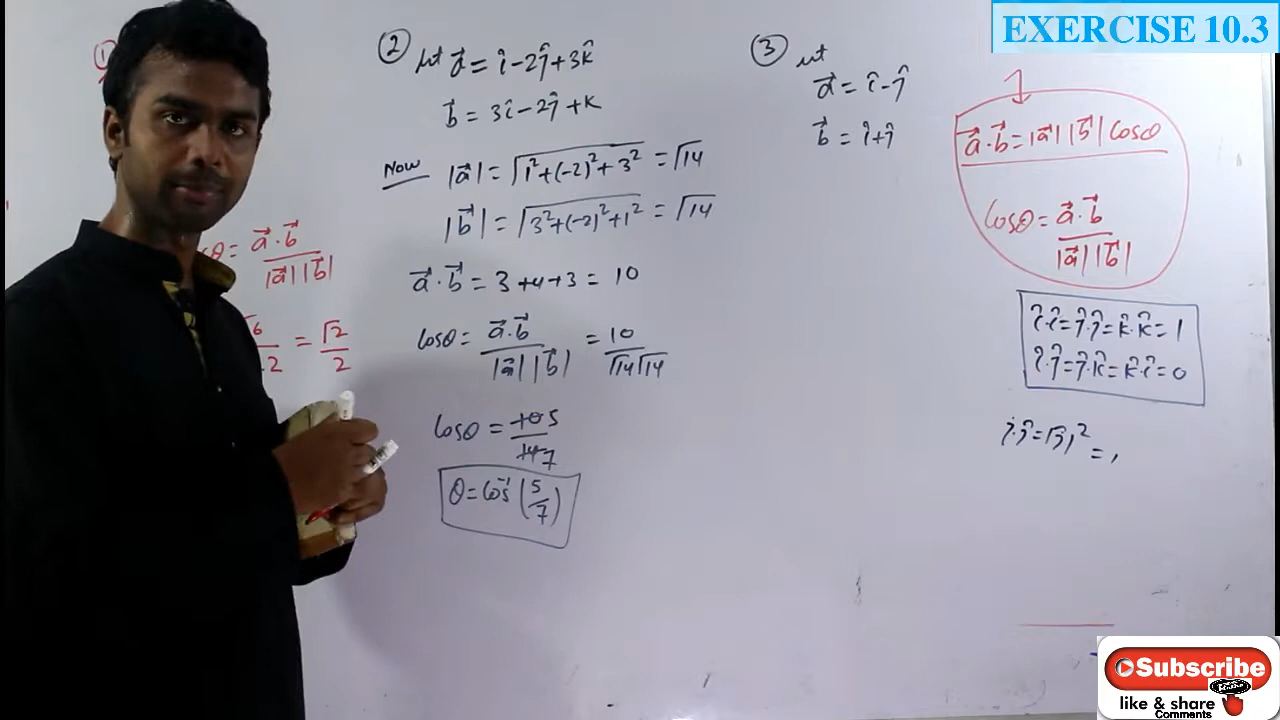 EXERCISE 10.3
①
θ = a⃗·b⃗ / |a⃗||b⃗|
√6 / .2 = √2 / 2
② let a⃗ = î-2ĵ+3k̂
b⃗ = 3î-2ĵ+k
Now |a⃗| = √1²+(-2)²+3² = √14
|b⃗| = √3²+(-2)²+1² = √14
a⃗·b⃗ = 3+4+3 = 10
cosθ = a⃗·b⃗ / |a⃗||b⃗| = 10 / √14√14
cosθ = 10 5 / 14 7
θ = cos⁻¹(5/7)
③ let
a⃗ = î-ĵ
b⃗ = î+ĵ
a⃗·b⃗ = |a⃗||b⃗|cosθ
cosθ = a⃗·b⃗ / |a⃗||b⃗|
î·î=ĵ·ĵ=k̂·k̂=1
î·ĵ=ĵ·k̂=k̂·î=0
Subscribe
like & share
Comments